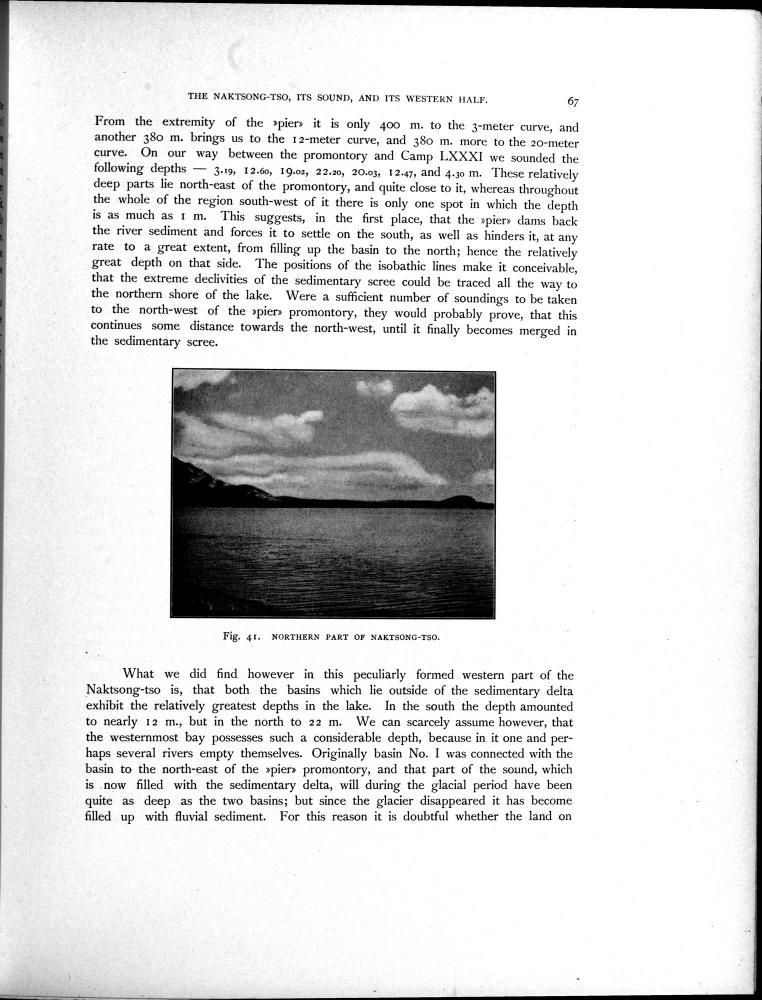 THE NAKTSONG-TSO, ITS SOUND, AND ITS WESTERN HALF. 67
From the extremity of the »pier» it is only 400 m. to the 3-meter curve, and
another 380 m. brings us to the 12-meter curve, and 380 m. more to the 20-meter
curve. On our way between the promontory and Camp LXXXI we sounded the
following depths — 3.19, 12.60, 19.02, 22.20, 20.03, 12.47, and 4.30 m. These relatively
deep parts lie north-east of the promontory, and quite close to it, whereas throughout
the whole of the region south-west of it there is only one spot in which the depth
is as much as 1 m. This suggests, in the first place, that the »pier» dams back
the river sediment and forces it to settle on the south, as well as hinders it, at any
rate to a great extent, from filling up the basin to the north; hence the relatively
great depth on that side. The positions of the isobathic lines make it conceivable,
that the extreme declivities of the sedimentary scree could be traced all the way to
the northern shore of the lake. Were a sufficient number of soundings to be taken
to the north-west of the »pier» promontory, they would probably prove, that this
continues some distance towards the north-west, until it finally becomes merged in
the sedimentary scree.
Fig. 41. NORTHERN PART OF NAKTSONG-TSO.
What we did find however in this peculiarly formed western part of the
Naktsong-tso is, that both the basins which lie outside of the sedimentary delta
exhibit the relatively greatest depths in the lake. In the south the depth amounted
to nearly 12 m., but in the north to 22 m. We can scarcely assume however, that
the westernmost bay possesses such a considerable depth, because in it one and per-
haps several rivers empty themselves. Originally basin No. I was connected with the
basin to the north-east of the »pier» promontory, and that part of the sound, which
is now filled with the sedimentary delta, will during the glacial period have been
quite as deep as the two basins; but since the glacier disappeared it has become
filled up with fluvial sediment. For this reason it is doubtful whether the land on